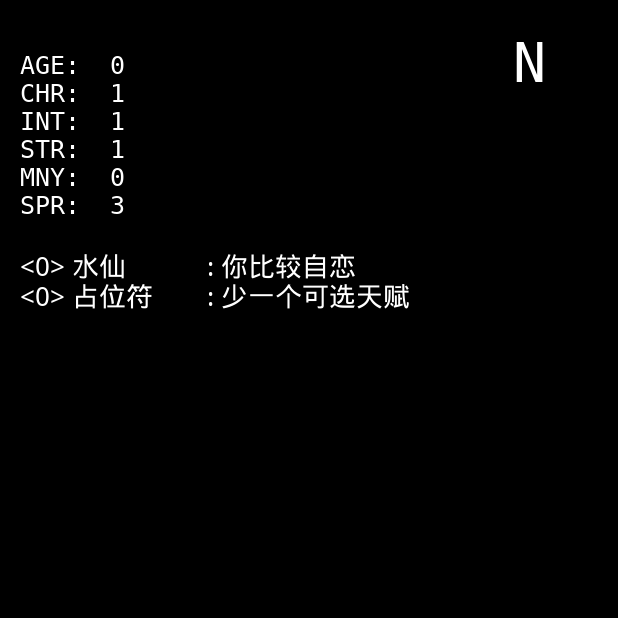 N
AGE: 0
CHR: 1
INT: 1
STR: 1
MNY: 0
SPR: 3
<O> 水仙 : 你比较自恋
<O> 占位符 : 少一个可选天赋